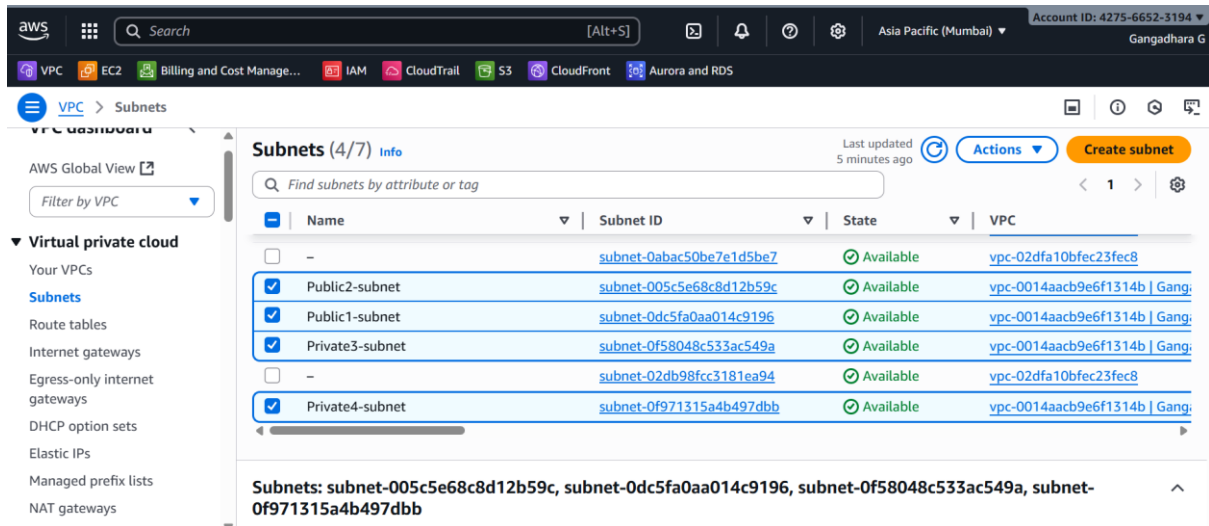 aws
Search [Alt+S]
Asia Pacific (Mumbai) ▼
Account ID: 4275-6652-3194 ▼
Gangadhara G
VPC EC2 Billing and Cost Manage... IAM CloudTrail S3 CloudFront Aurora and RDS
VPC > Subnets
VPC dashboard
AWS Global View
Filter by VPC
Virtual private cloud
Your VPCs
Subnets
Route tables
Internet gateways
Egress-only internet
gateways
DHCP option sets
Elastic IPs
Managed prefix lists
NAT gateways
Subnets (4/7) Info
Last updated
5 minutes ago
Actions ▼
Create subnet
Find subnets by attribute or tag
< 1 >
Name Subnet ID State VPC
– subnet-0abac50be7e1d5be7 Available vpc-02dfa10bfec23fec8
Public2-subnet subnet-005c5e68c8d12b59c Available vpc-0014aacb9e6f1314b | Ganga
Public1-subnet subnet-0dc5fa0aa014c9196 Available vpc-0014aacb9e6f1314b | Ganga
Private3-subnet subnet-0f58048c533ac549a Available vpc-0014aacb9e6f1314b | Ganga
– subnet-02db98fcc3181ea94 Available vpc-02dfa10bfec23fec8
Private4-subnet subnet-0f971315a4b497dbb Available vpc-0014aacb9e6f1314b | Ganga
Subnets: subnet-005c5e68c8d12b59c, subnet-0dc5fa0aa014c9196, subnet-0f58048c533ac549a, subnet-
0f971315a4b497dbb